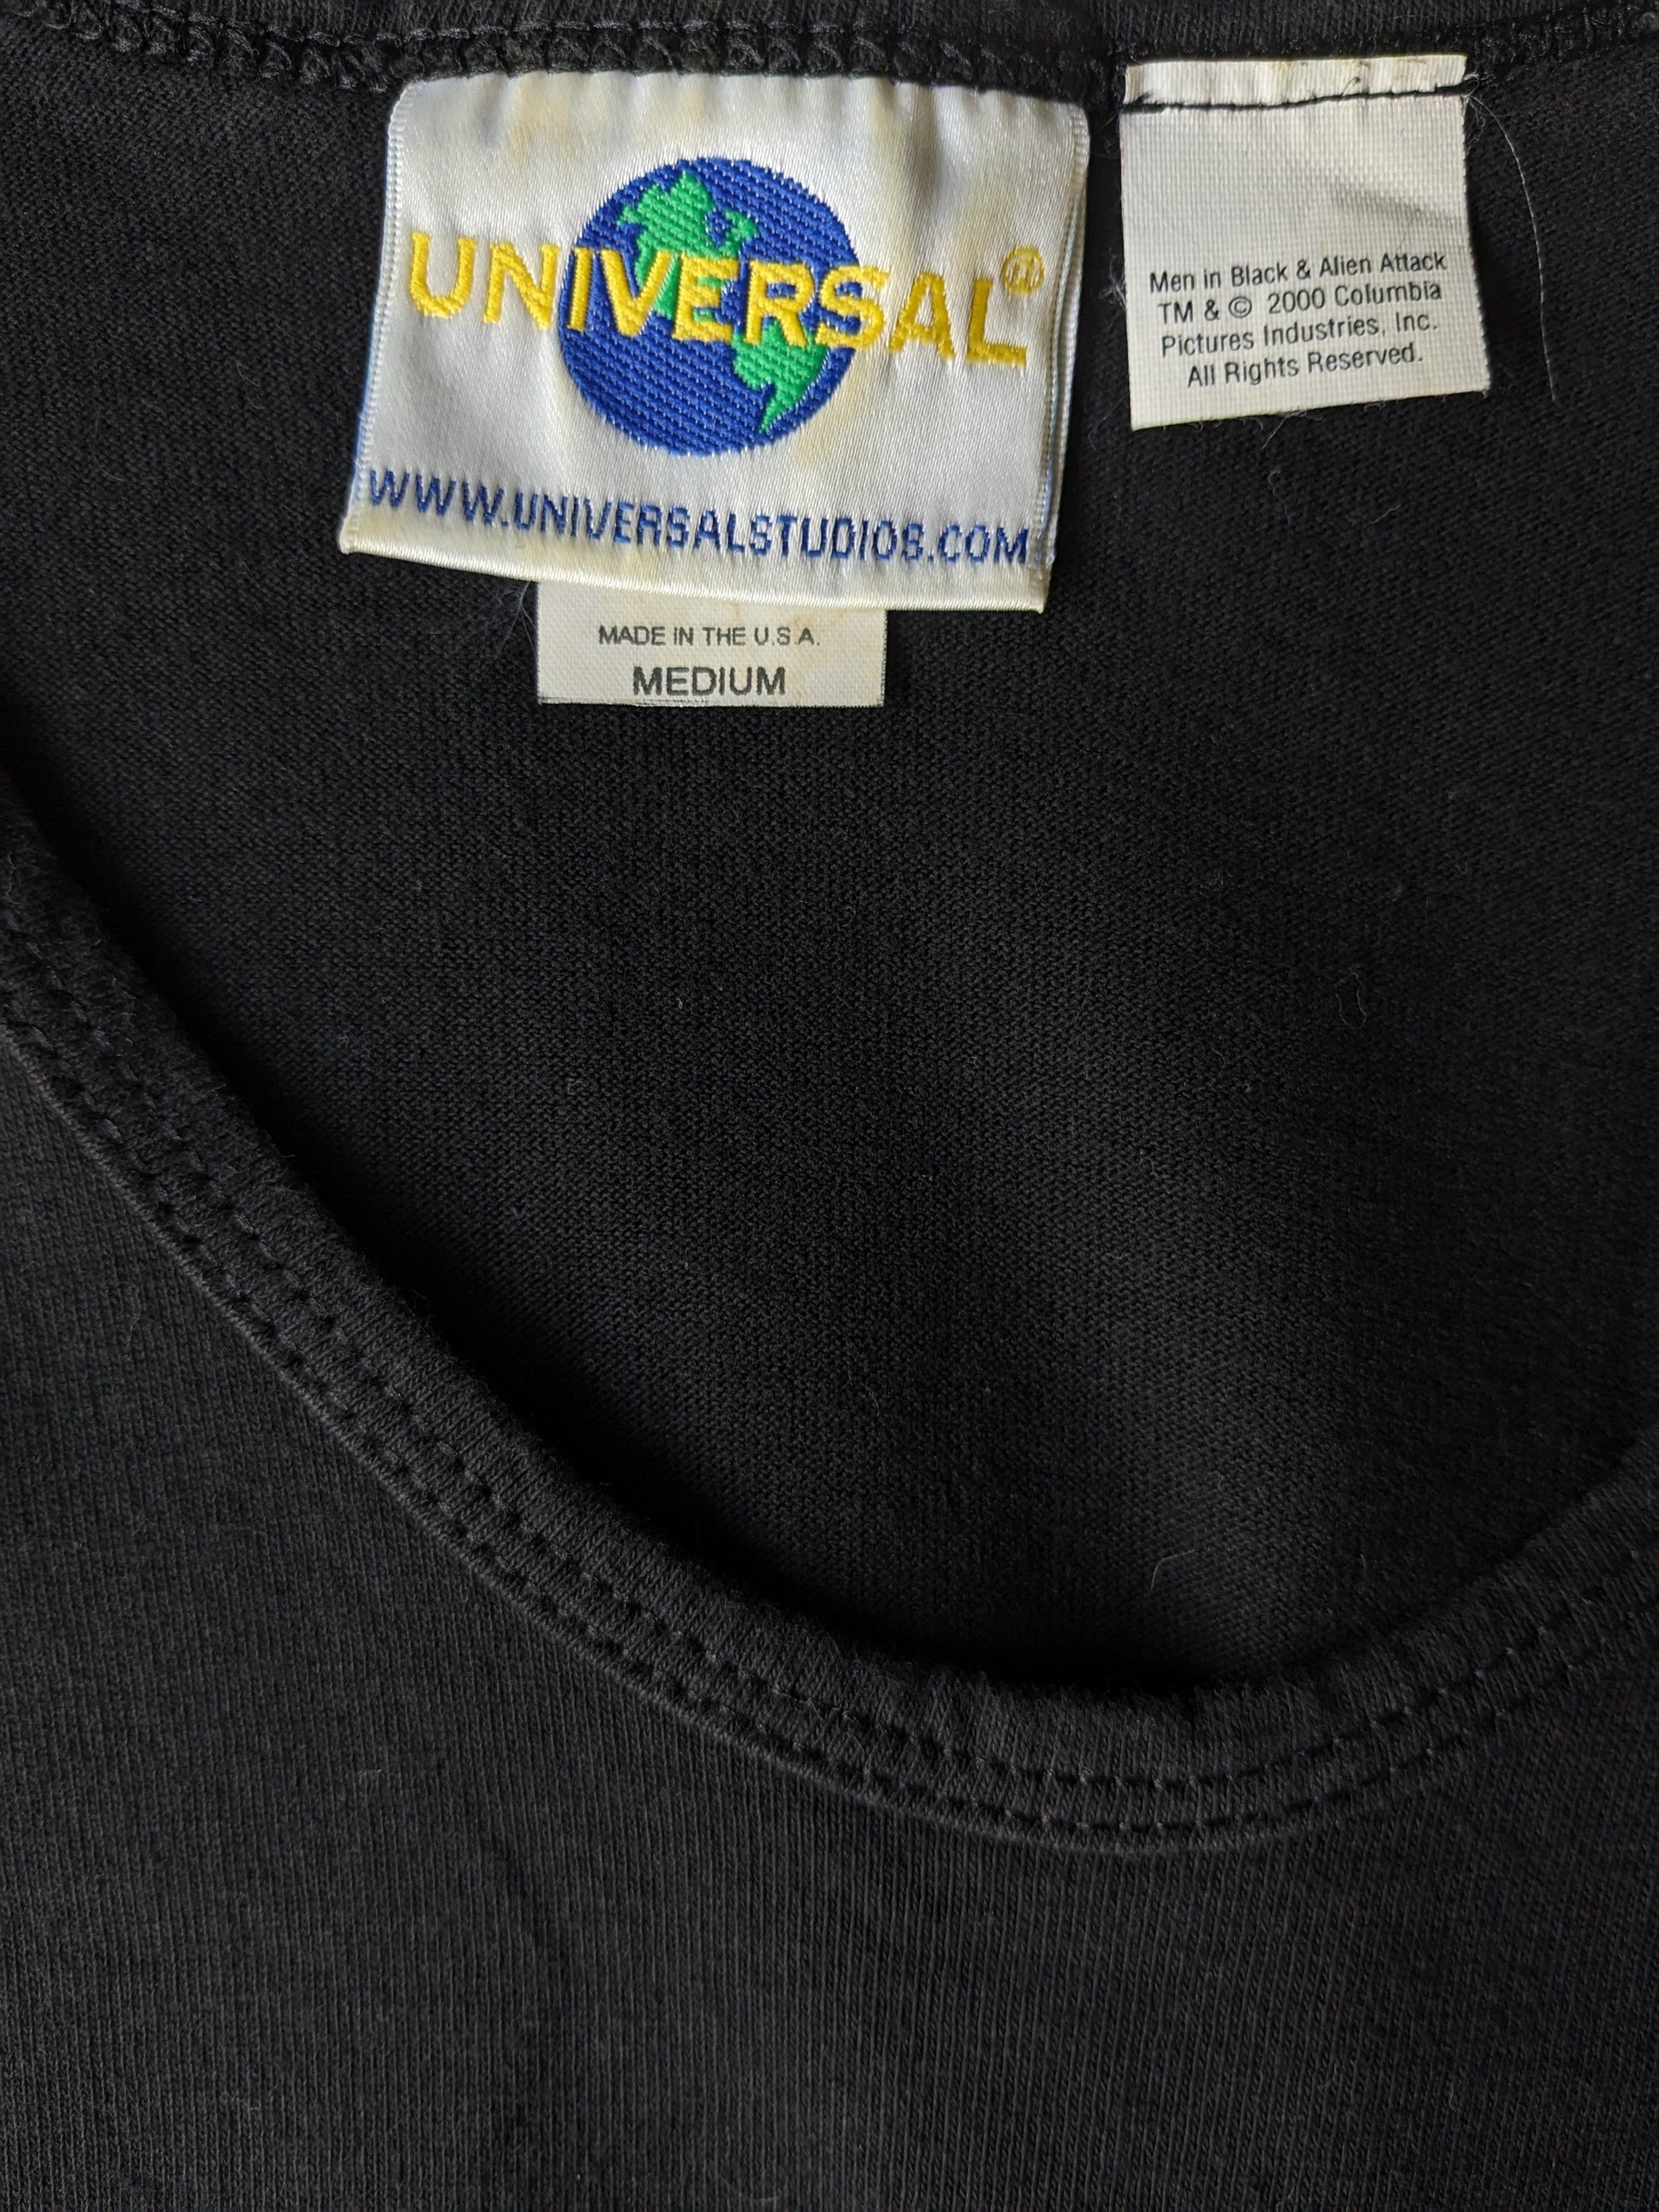 UNIVERSAL®
WWW.UNIVERSALSTUDIOS.COM
MADE IN THE U.S.A.
MEDIUM
Men in Black & Alien Attack
TM & © 2000 Columbia
Pictures Industries, Inc.
All Rights Reserved.